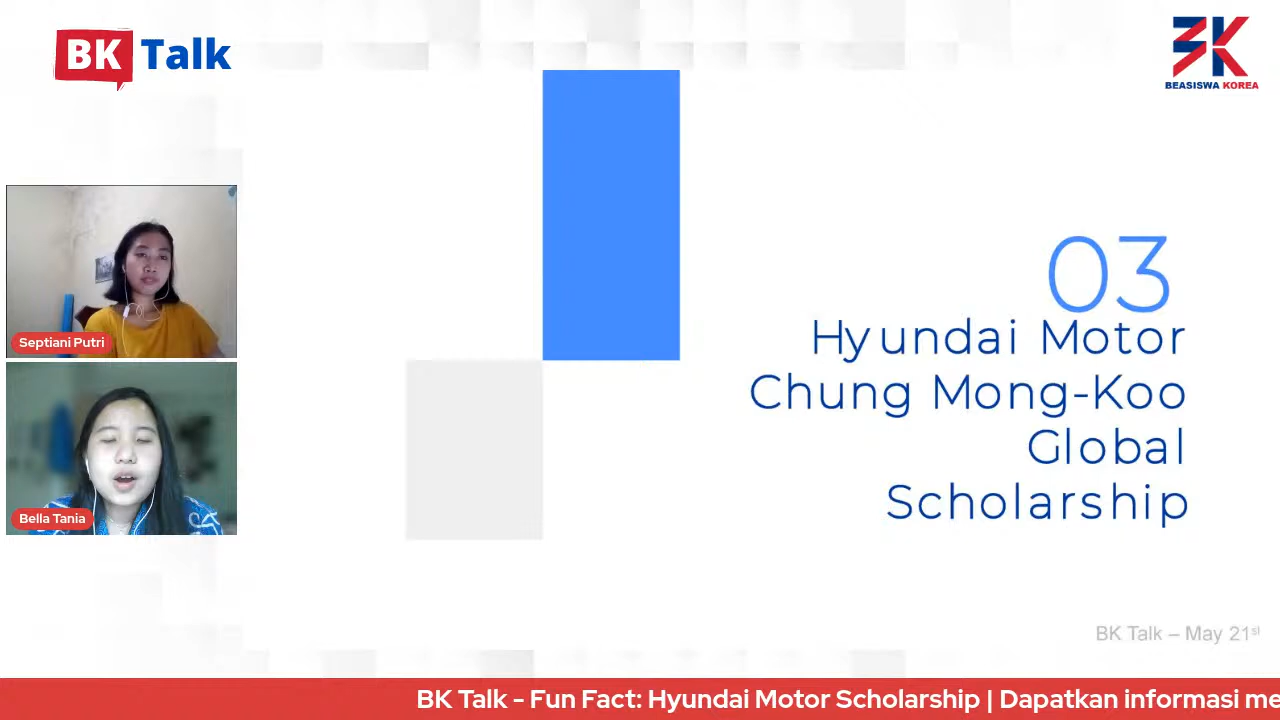 BK Talk
BEASISWA KOREA
Septiani Putri
Bella Tania
03
Hyundai Motor
Chung Mong-Koo
Global
Scholarship
BK Talk – May 21st
BK Talk - Fun Fact: Hyundai Motor Scholarship | Dapatkan informasi me